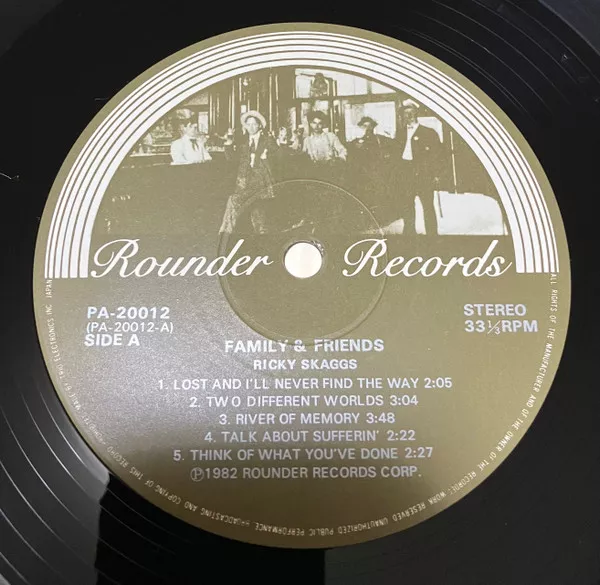 Rounder Records
PA-20012
(PA-20012-A)
SIDE A
STEREO
33⅓RPM
FAMILY & FRIENDS
RICKY SKAGGS
1. LOST AND I'LL NEVER FIND THE WAY 2:05
2. TWO DIFFERENT WORLDS 3:04
3. RIVER OF MEMORY 3:48
4. TALK ABOUT SUFFERIN' 2:22
5. THINK OF WHAT YOU'VE DONE 2:27
Ⓟ1982 ROUNDER RECORDS CORP.
ALL RIGHTS OF THE MANUFACTURER AND OF THE OWNER OF THE RECORDED WORK RESERVED UNAUTHORIZED PUBLIC PERFORMANCE BROADCASTING AND COPYING OF THIS RECORD PROHIBITED
ELECTRONICS INC. JAPAN